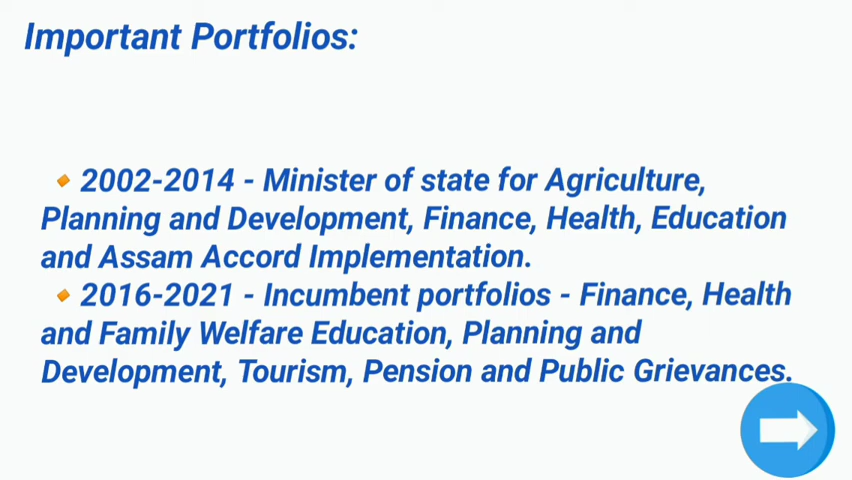 Important Portfolios:
🔸2002-2014 - Minister of state for Agriculture,
Planning and Development, Finance, Health, Education
and Assam Accord Implementation.
🔸2016-2021 - Incumbent portfolios - Finance, Health
and Family Welfare Education, Planning and
Development, Tourism, Pension and Public Grievances.